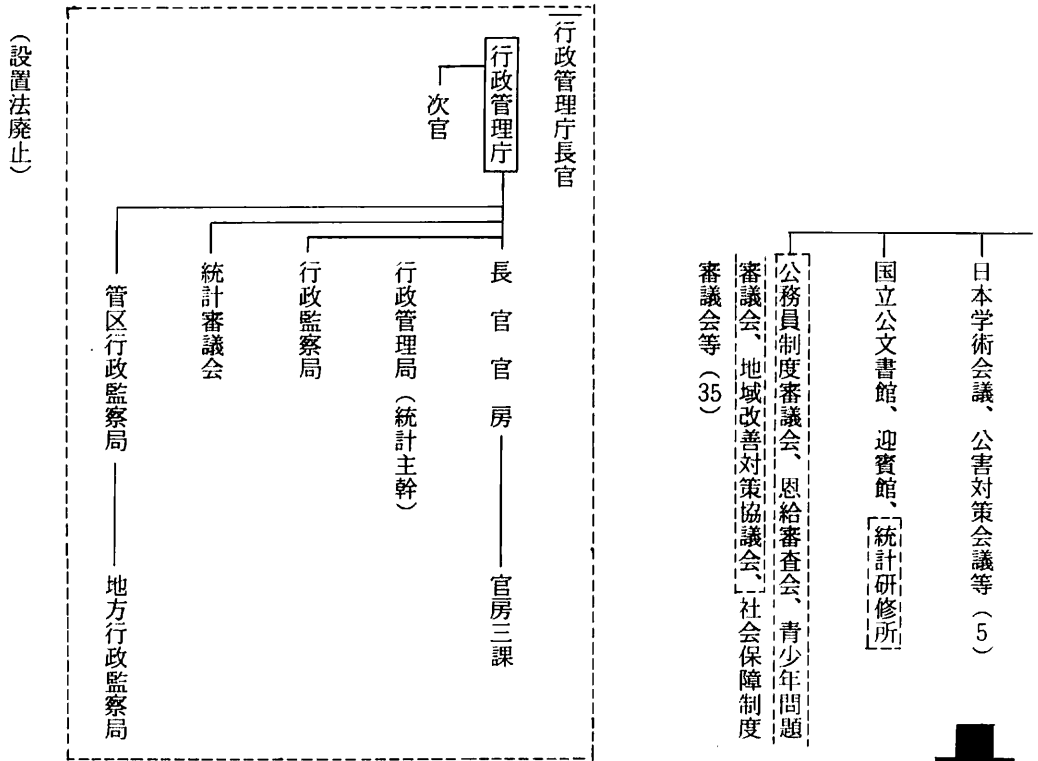 日本学術会議、公害対策会議等（5）
国立公文書館、迎賓館、統計研修所
公務員制度審議会、恩給審査会、青少年問題
審議会、地域改善対策協議会、社会保障制度
審議会等（35）
行政管理庁長官
行政管理庁
次官
長官官房
官房三課
行政管理局（統計主幹）
行政監察局
統計審議会
管区行政監察局
地方行政監察局
（設置法廃止）